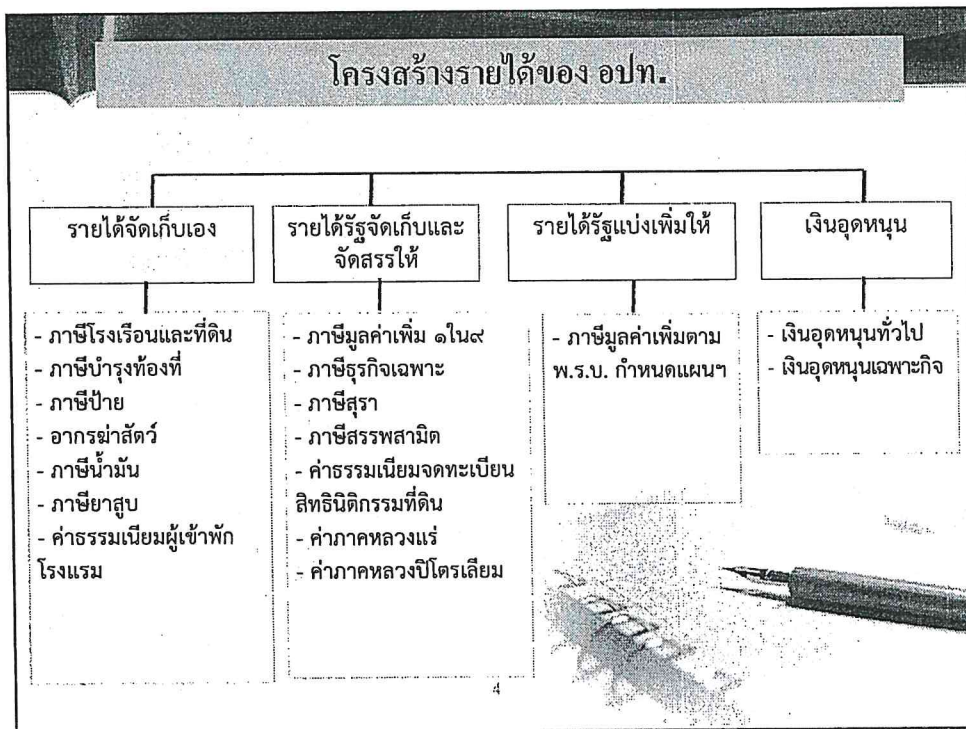 โครงสร้างรายได้ของ อปท.
รายได้จัดเก็บเอง
รายได้รัฐจัดเก็บและ
จัดสรรให้
รายได้รัฐแบ่งเพิ่มให้
เงินอุดหนุน
- ภาษีโรงเรือนและที่ดิน
- ภาษีบำรุงท้องที่
- ภาษีป้าย
- อากรฆ่าสัตว์
- ภาษีน้ำมัน
- ภาษียาสูบ
- ค่าธรรมเนียมผู้เข้าพัก
โรงแรม
- ภาษีมูลค่าเพิ่ม ๑ใน๙
- ภาษีธุรกิจเฉพาะ
- ภาษีสุรา
- ภาษีสรรพสามิต
- ค่าธรรมเนียมจดทะเบียน
สิทธินิติกรรมที่ดิน
- ค่าภาคหลวงแร่
- ค่าภาคหลวงปิโตรเลียม
- ภาษีมูลค่าเพิ่มตาม
พ.ร.บ. กำหนดแผนฯ
- เงินอุดหนุนทั่วไป
- เงินอุดหนุนเฉพาะกิจ
4